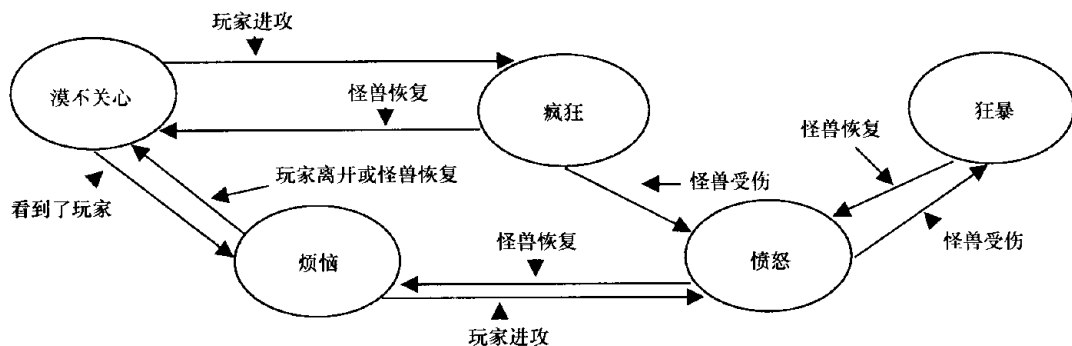 玩家进攻
漠不关心
怪兽恢复
疯狂
狂暴
怪兽恢复
玩家离开或怪兽恢复
怪兽受伤
看到了玩家
怪兽恢复
怪兽受伤
烦恼
愤怒
玩家进攻